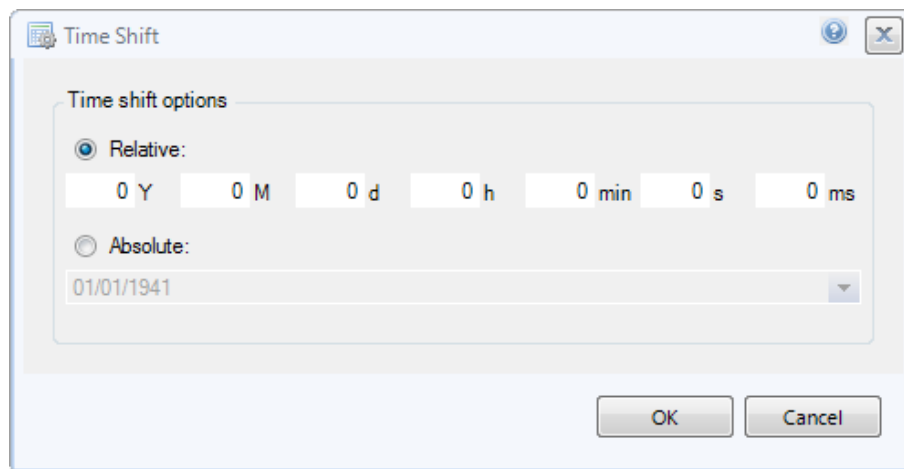 Time Shift
Time shift options
Relative:
0 Y 0 M 0 d 0 h 0 min 0 s 0 ms
Absolute:
01/01/1941
OK Cancel